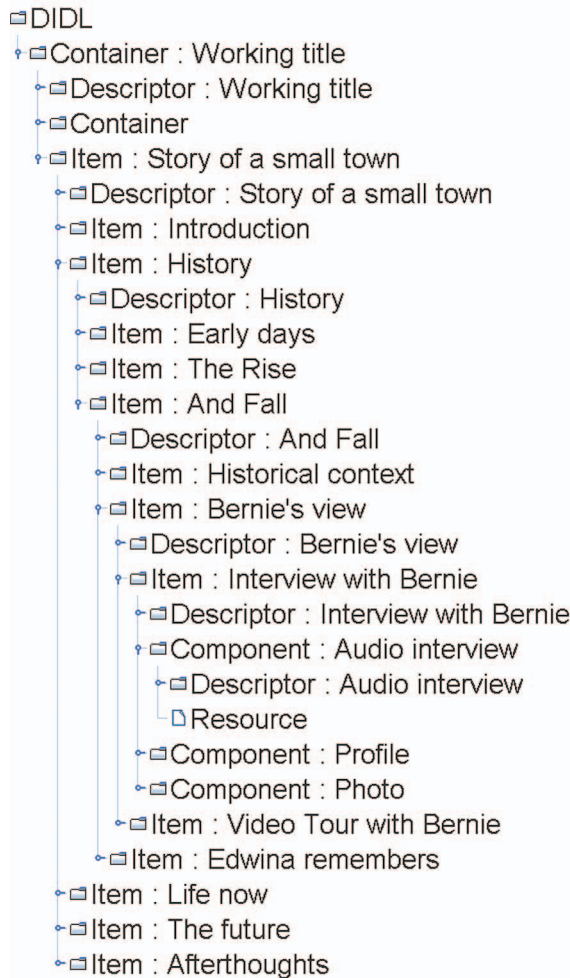 DIDL
Container : Working title
Descriptor : Working title
Container
Item : Story of a small town
Descriptor : Story of a small town
Item : Introduction
Item : History
Descriptor : History
Item : Early days
Item : The Rise
Item : And Fall
Descriptor : And Fall
Item : Historical context
Item : Bernie's view
Descriptor : Bernie's view
Item : Interview with Bernie
Descriptor : Interview with Bernie
Component : Audio interview
Descriptor : Audio interview
Resource
Component : Profile
Component : Photo
Item : Video Tour with Bernie
Item : Edwina remembers
Item : Life now
Item : The future
Item : Afterthoughts